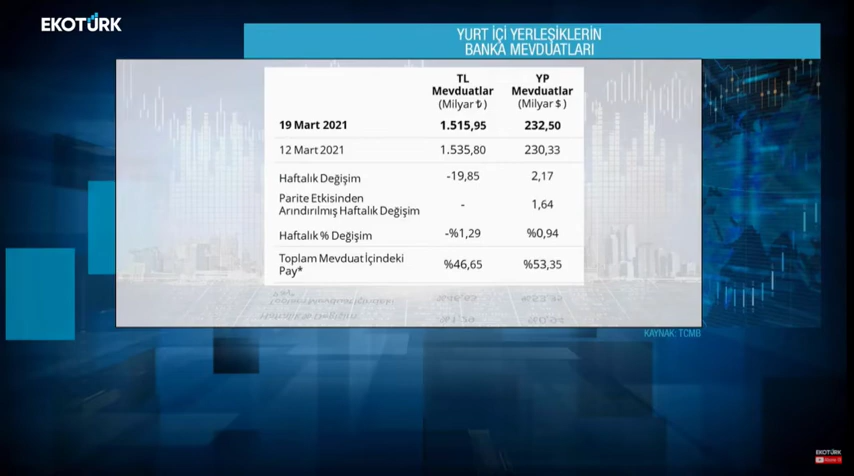 EKOTÜRK
YURT İÇİ YERLEŞİKLERİN
BANKA MEVDUATLARI
TL
Mevduatlar
(Milyar ₺)
YP
Mevduatlar
(Milyar $)
19 Mart 2021 1.515,95 232,50
12 Mart 2021 1.535,80 230,33
Haftalık Değişim -19,85 2,17
Parite Etkisinden
Arındırılmış Haftalık Değişim - 1,64
Haftalık % Değişim -%1,29 %0,94
Toplam Mevduat İçindeki
Pay* %46,65 %53,35
KAYNAK: TCMB
EKOTÜRK